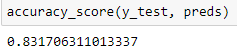 accuracy_score(y_test, preds)
0.831706311013337